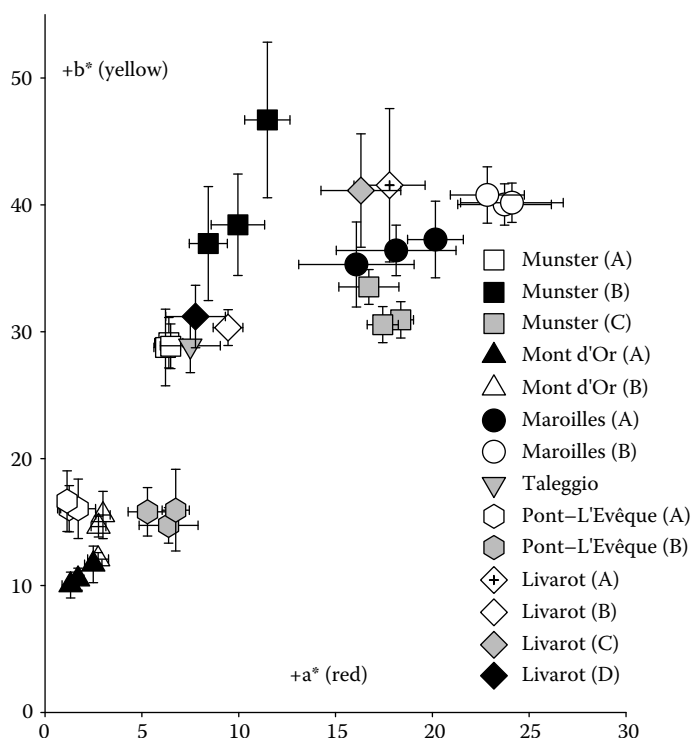 50
+b* (yellow)
40
30
20
10
0
Munster (A)
Munster (B)
Munster (C)
Mont d'Or (A)
Mont d'Or (B)
Maroilles (A)
Maroilles (B)
Taleggio
Pont–L'Evêque (A)
Pont–L'Evêque (B)
Livarot (A)
Livarot (B)
Livarot (C)
Livarot (D)
+a* (red)
0 5 10 15 20 25 30